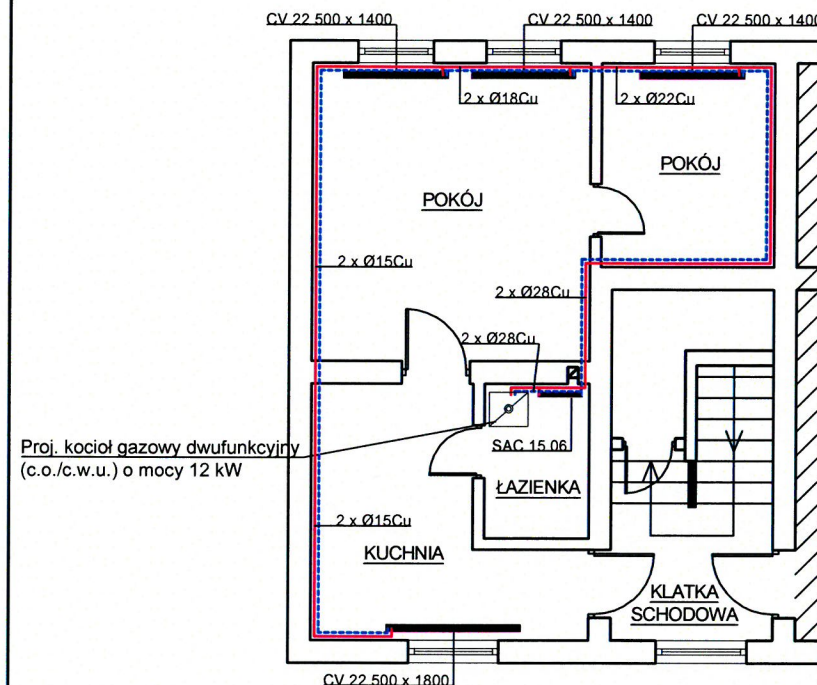 CV 22 500 x 1400
CV 22 500 x 1400
CV 22 500 x 1400
2 x Ø18Cu
2 x Ø22Cu
POKÓJ
POKÓJ
2 x Ø15Cu
2 x Ø28Cu
2 x Ø28Cu
Proj. kocioł gazowy dwufunkcyjny
(c.o./c.w.u.) o mocy 12 kW
SAC 15 06
ŁAZIENKA
2 x Ø15Cu
KUCHNIA
KLATKA
SCHODOWA
CV 22 500 x 1800